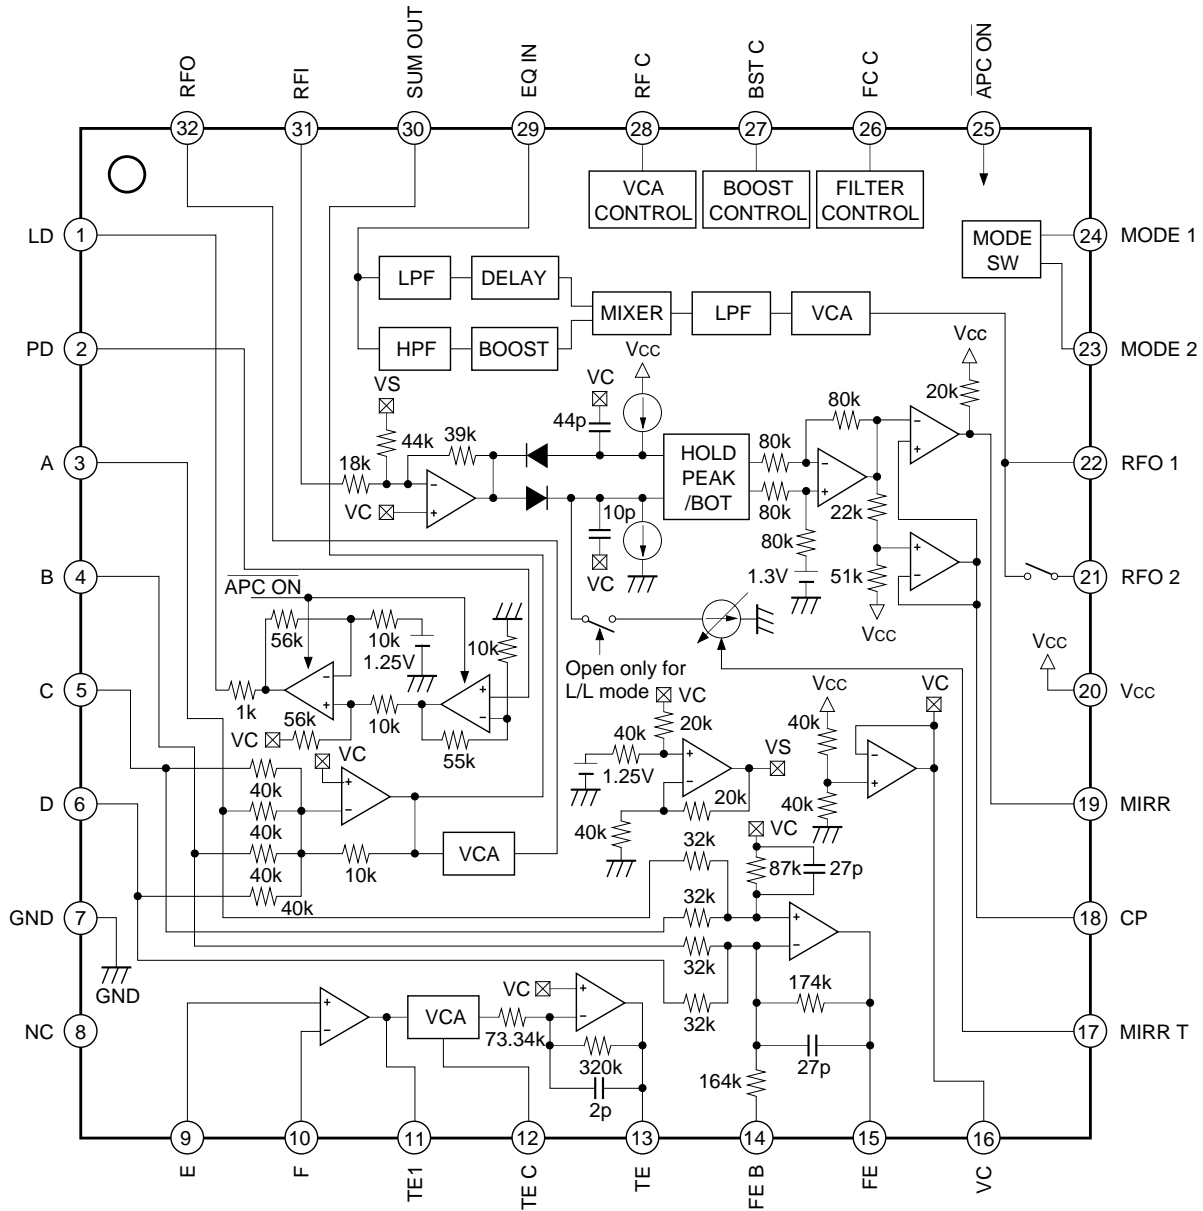 RFO
RFI
SUM OUT
EQ IN
RF C
BST C
FC C
APC ON
32
31
30
29
28
27
26
25
VCA
CONTROL
BOOST
CONTROL
FILTER
CONTROL
LD
1
MODE
SW
24
MODE 1
LPF
DELAY
MIXER
LPF
VCA
HPF
BOOST
PD
2
23
MODE 2
VS
VC
VCC
VCC
44p
20k
80k
44k
39k
18k
VC
A
3
HOLD
PEAK
/BOT
80k
80k
22
RFO 1
10p
VC
22k
80k
1.3V
51k
VCC
B
4
21
RFO 2
APC ON
56k
10k
1.25V
10k
Open only for
L/L mode
VCC
C
5
1k
56k
VC
10k
VC
55k
VC
20k
40k
1.25V
VS
20k
40k
VCC
40k
40k
VC
20
VCC
D
6
40k
40k
40k
40k
10k
VCA
VC
87k
27p
32k
32k
32k
32k
19
MIRR
GND
7
GND
18
CP
NC
8
VCA
73.34k
VC
320k
2p
174k
27p
164k
17
MIRR T
9
10
11
12
13
14
15
16
E
F
TE1
TE C
TE
FE B
FE
VC